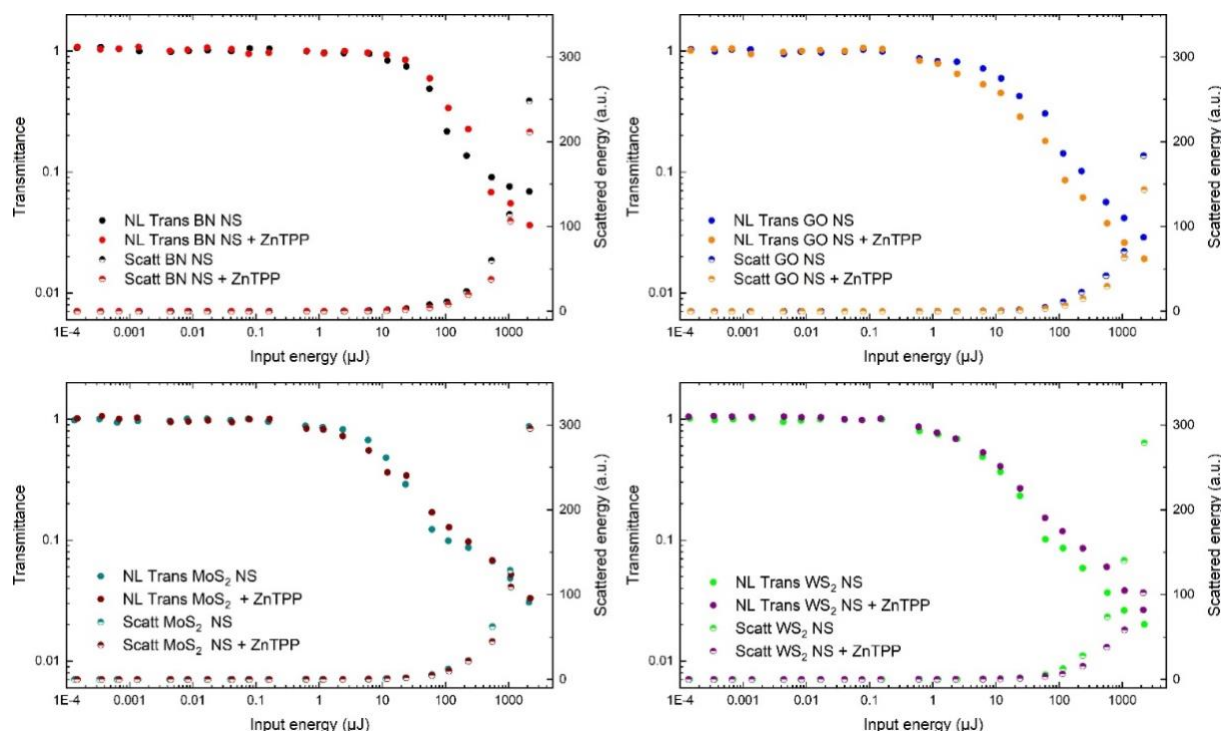 Transmittance
1
0.1
0.01
NL Trans BN NS
NL Trans BN NS + ZnTPP
Scatt BN NS
Scatt BN NS + ZnTPP
300
200
100
0
Scattered energy (a.u.)
1E-4 0.001 0.01 0.1 1 10 100 1000
Input energy (µJ)
Transmittance
1
0.1
0.01
NL Trans GO NS
NL Trans GO NS + ZnTPP
Scatt GO NS
Scatt GO NS + ZnTPP
300
200
100
0
Scattered energy (a.u.)
1E-4 0.001 0.01 0.1 1 10 100 1000
Input energy (µJ)
Transmittance
1
0.1
0.01
NL Trans MoS₂ NS
NL Trans MoS₂ + ZnTPP
Scatt MoS₂ NS
Scatt MoS₂ NS + ZnTPP
300
200
100
0
Scattered energy (a.u.)
1E-4 0.001 0.01 0.1 1 10 100 1000
Input energy (µJ)
Transmittance
1
0.1
0.01
NL Trans WS₂ NS
NL Trans WS₂ NS + ZnTPP
Scatt WS₂ NS
Scatt WS₂ NS + ZnTPP
300
200
100
0
Scattered energy (a.u.)
1E-4 0.001 0.01 0.1 1 10 100 1000
Input energy (µJ)